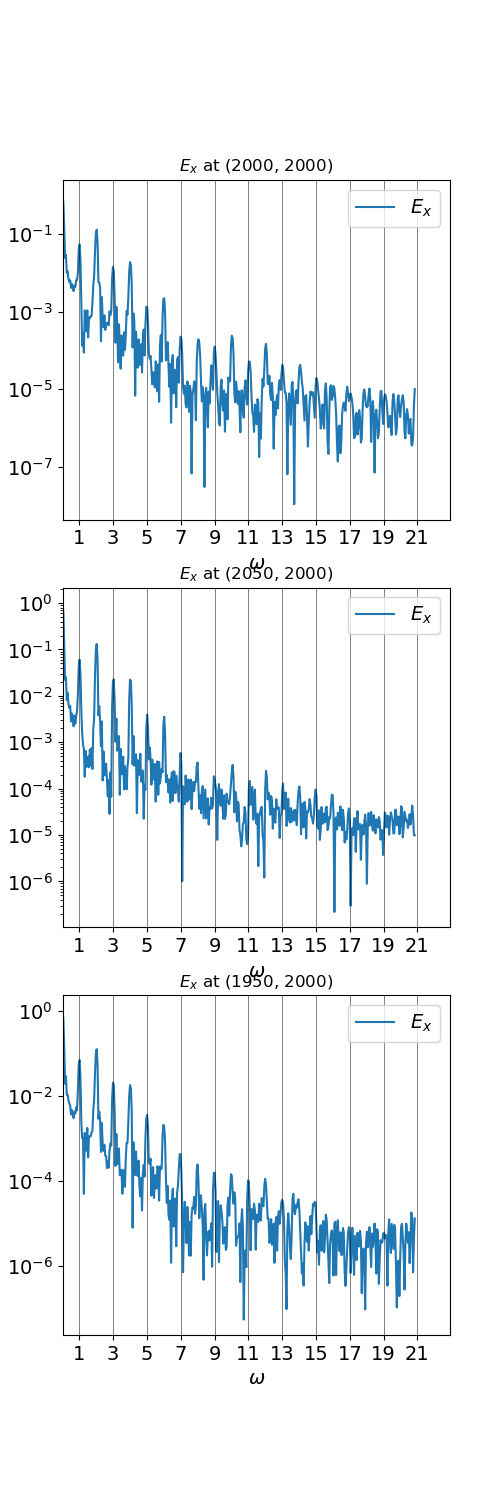 E_x at (2000, 2000)
E_x
10^{-1}
10^{-3}
10^{-5}
10^{-7}
1 3 5 7 9 11 13 15 17 19 21
ω
E_x at (2050, 2000)
E_x
10^0
10^{-1}
10^{-2}
10^{-3}
10^{-4}
10^{-5}
10^{-6}
1 3 5 7 9 11 13 15 17 19 21
ω
E_x at (1950, 2000)
E_x
10^0
10^{-2}
10^{-4}
10^{-6}
1 3 5 7 9 11 13 15 17 19 21
ω